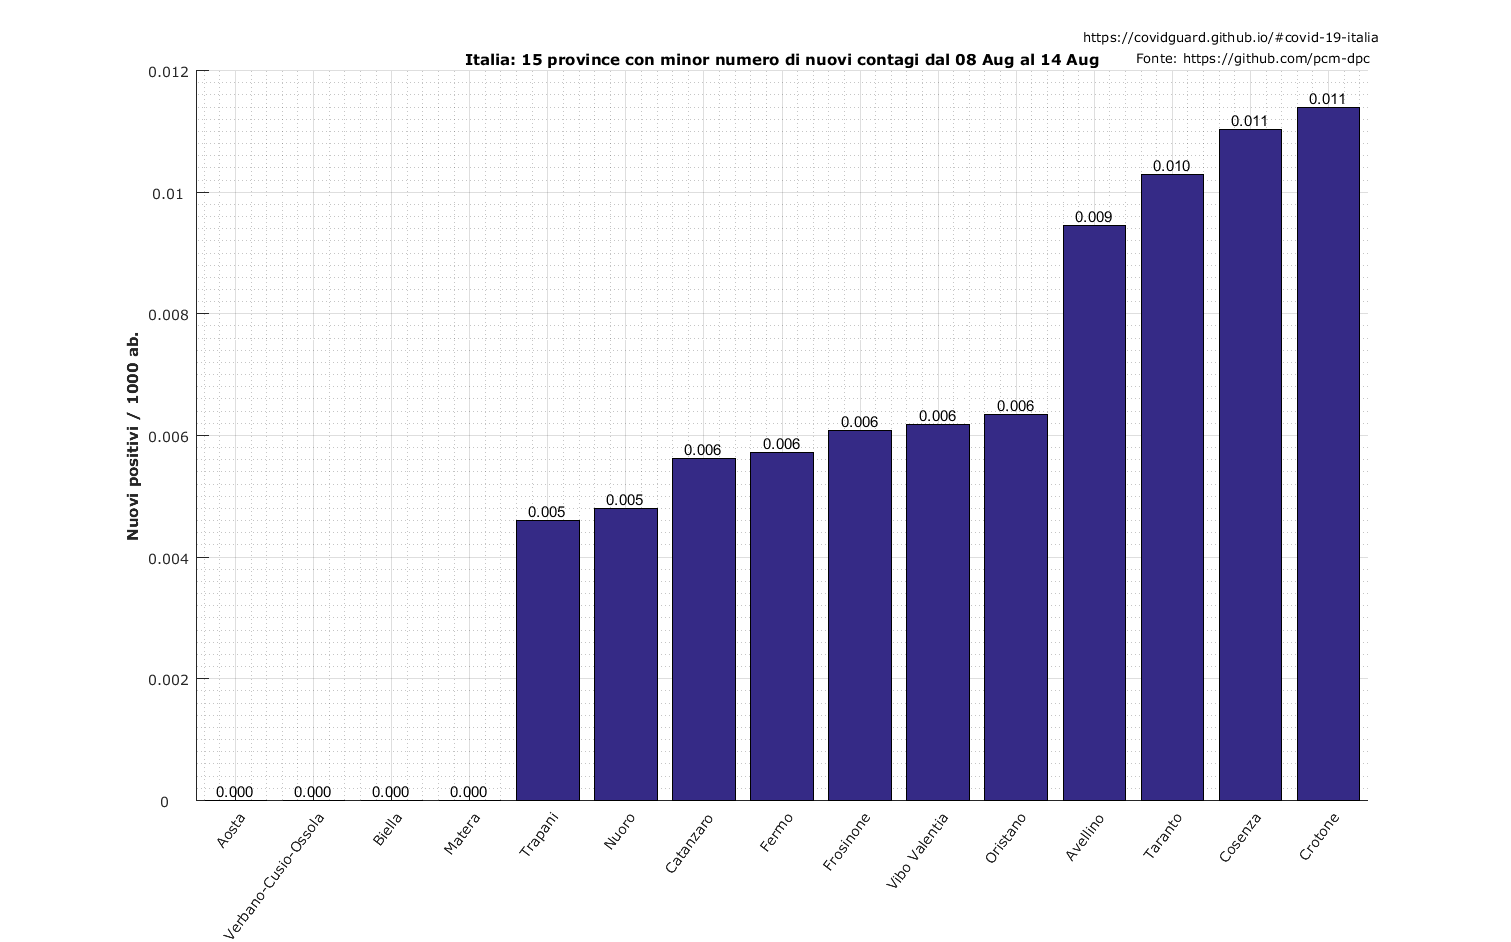 https://covidguard.github.io/#covid-19-italia
Italia: 15 province con minor numero di nuovi contagi dal 08 Aug al 14 Aug
Fonte: https://github.com/pcm-dpc
0.012
0.01
0.008
0.006
0.004
0.002
0
Nuovi positivi / 1000 ab.
0.000
0.000
0.000
0.000
0.005
0.005
0.006
0.006
0.006
0.006
0.006
0.009
0.010
0.011
0.011
Aosta
Verbano-Cusio-Ossola
Biella
Matera
Trapani
Nuoro
Catanzaro
Fermo
Frosinone
Vibo Valentia
Oristano
Avellino
Taranto
Cosenza
Crotone